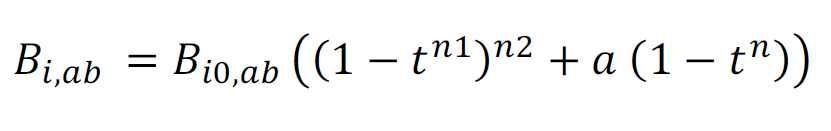 B_{i,ab} = B_{i0,ab} ((1 − t^{n1})^{n2} + a (1 − t^{n}))